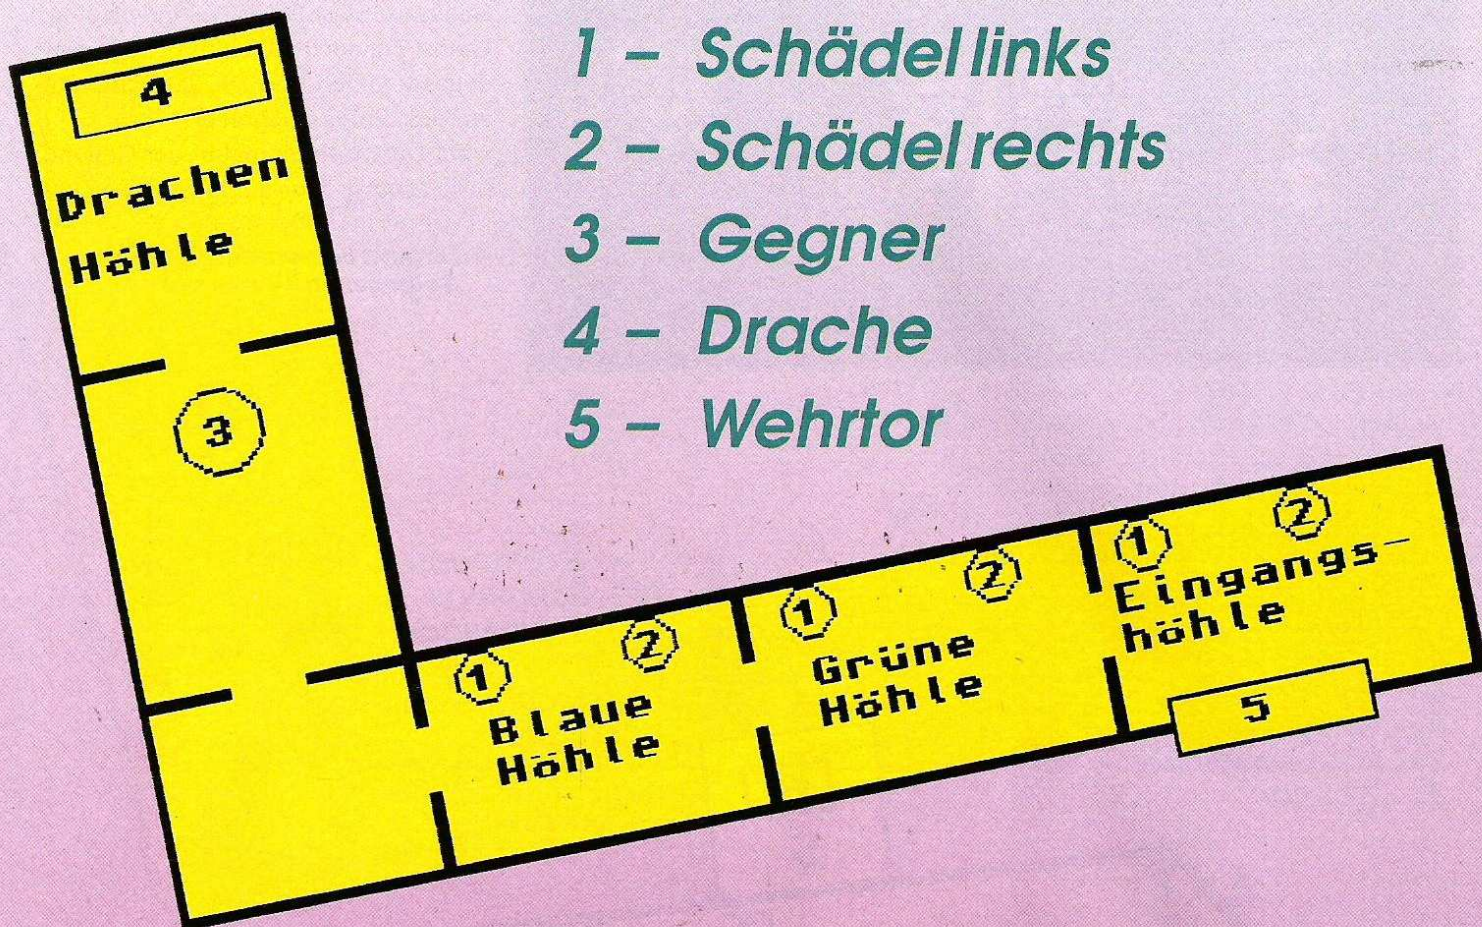 1 – Schädel links
2 – Schädel rechts
3 – Gegner
4 – Drache
5 – Wehrtor
4
Drachen
Höhle
3
1 2
Blaue
Höhle
1 2
Grüne
Höhle
1 2
Eingangs-
höhle
5